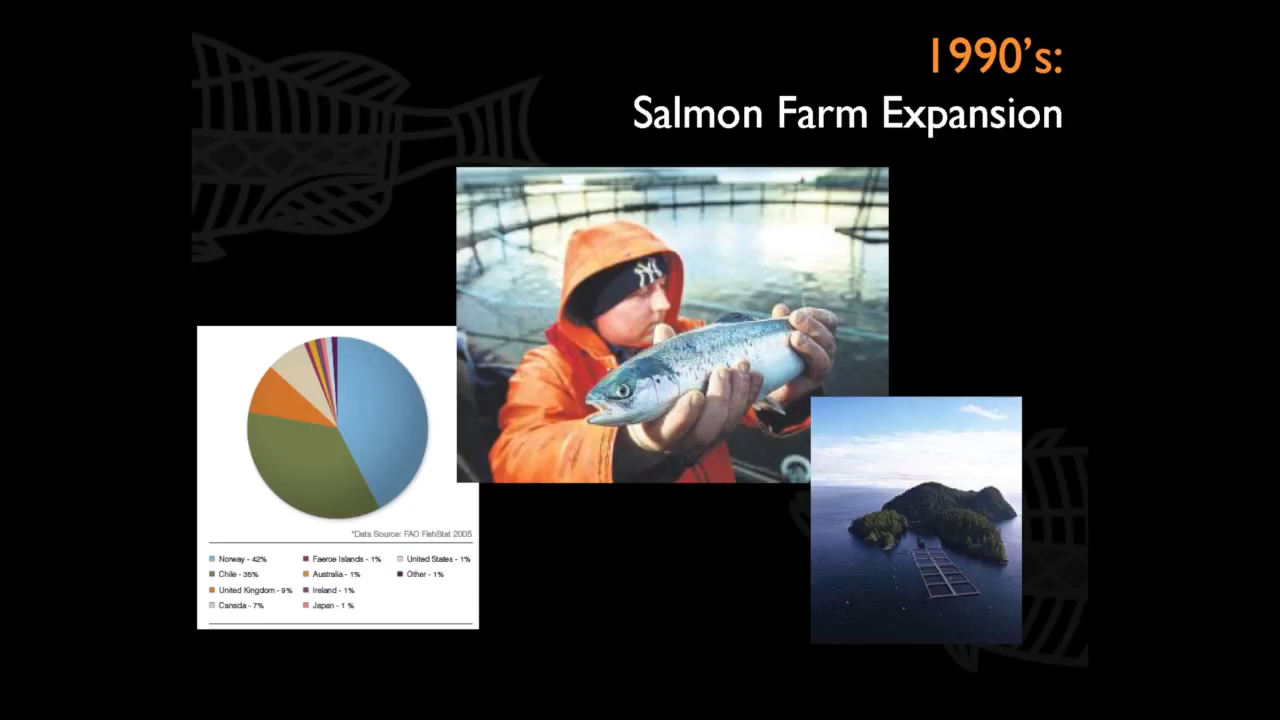 1990's:
Salmon Farm Expansion
NY
*Data Source: FAO FishStat 2005
Norway - 42%
Chile - 35%
United Kingdom - 9%
Canada - 7%
Faeroe Islands - 1%
Australia - 1%
Ireland - 1%
Japan - 1 %
United States - 1%
Other - 1%